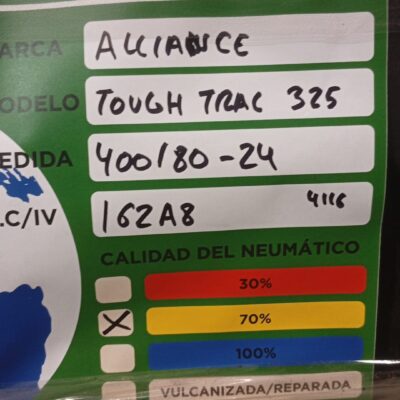 ARCA ALLIANCE
ODELO TOUGH TRAC 325
EDIDA 400/80-24
.C/IV 162A8 4116
CALIDAD DEL NEUMÁTICO
30%
70%
100%
VULCANIZADA/REPARADA